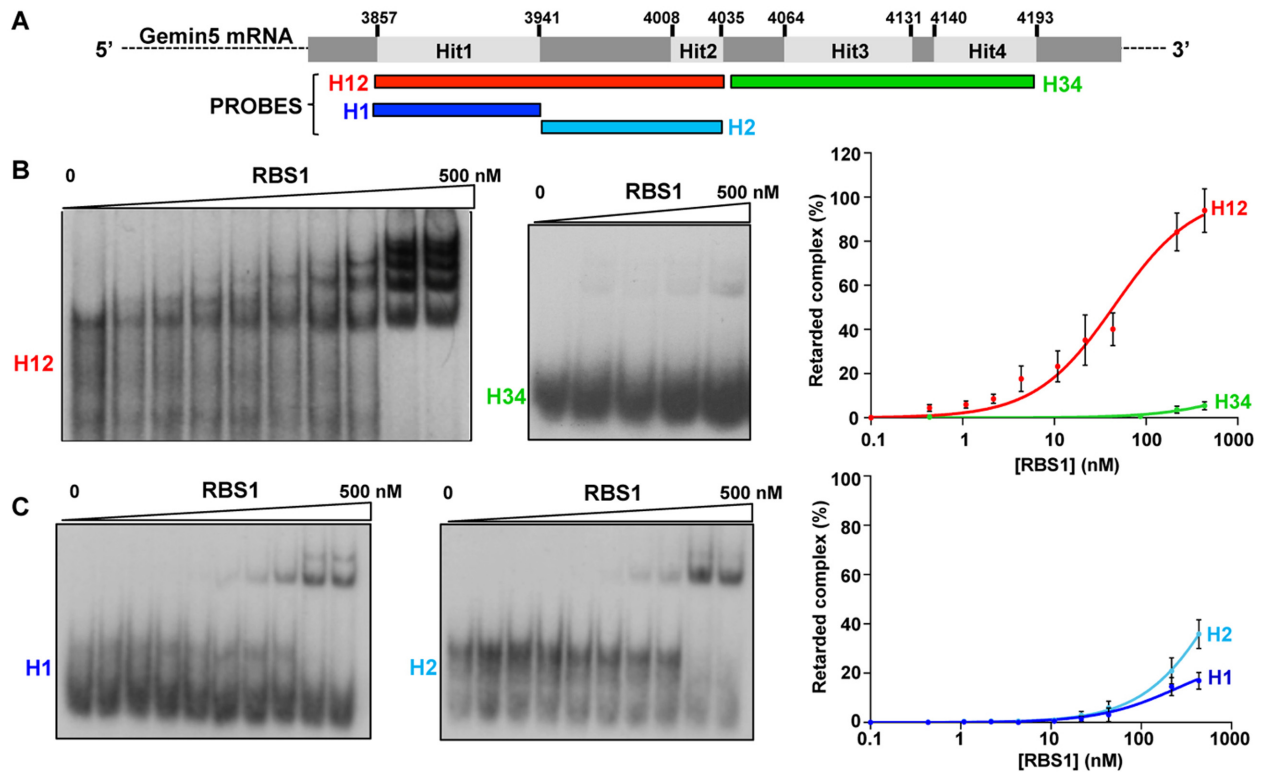 A
3857 3941 4008 4035 4064 4131 4140 4193
5’ Gemin5 mRNA Hit1 Hit2 Hit3 Hit4 3’
PROBES
H12 H34
H1
H2
B
0 RBS1 500 nM
H12
0 RBS1 500 nM
H34
Retarded complex (%)
120
100
80
60
40
20
0
H12
H34
0.1 1 10 100 1000
[RBS1] (nM)
C
0 RBS1 500 nM
H1
0 RBS1 500 nM
H2
Retarded complex (%)
100
80
60
40
20
0
H2
H1
0.1 1 10 100 1000
[RBS1] (nM)